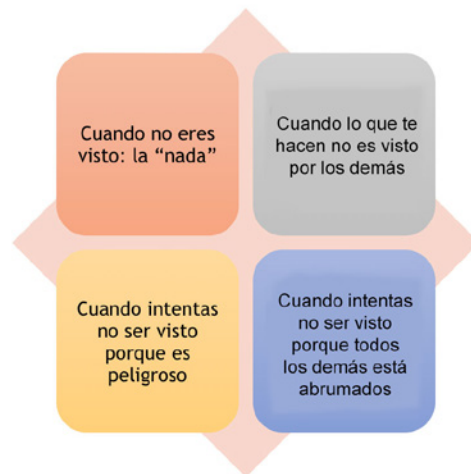 Cuando no eres
visto: la “nada”
Cuando lo que te
hacen no es visto
por los demás
Cuando intentas
no ser visto
porque es
peligroso
Cuando intentas
no ser visto
porque todos
los demás está
abrumados